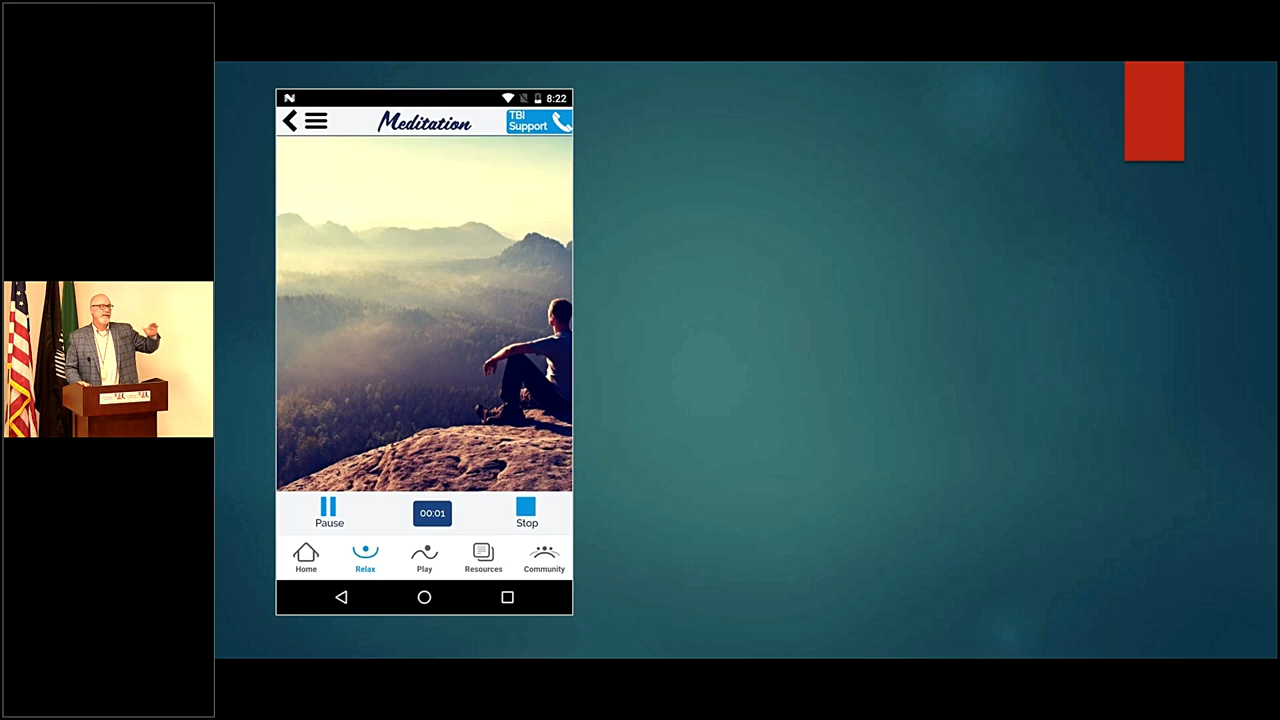 8:22
Meditation
TBI
Support
Pause
00:01
Stop
Home
Relax
Play
Resources
Community